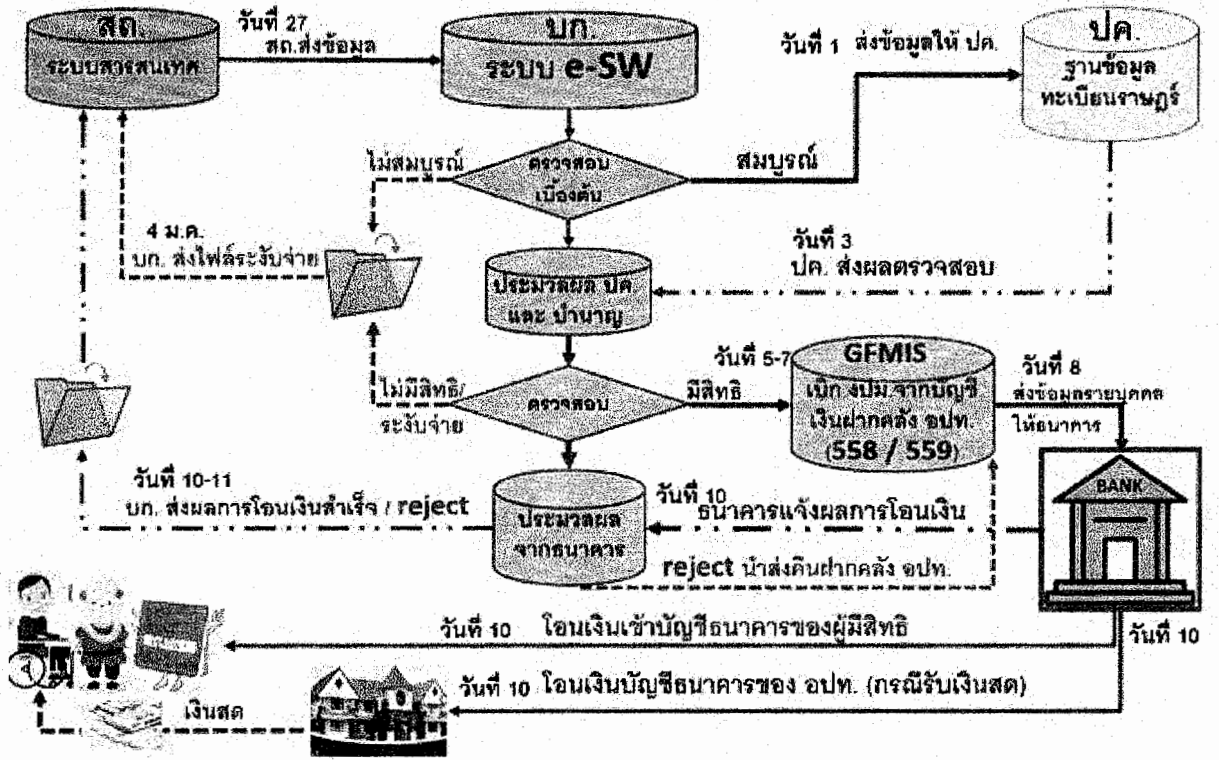 สถ.
ระบบสารสนเทศ
วันที่ 27
สถ.ส่งข้อมูล
บก.
ระบบ e-SW
วันที่ 1 ส่งข้อมูลให้ ปค.
ปค.
ฐานข้อมูล
ทะเบียนราษฎร์
ไม่สมบูรณ์
ตรวจสอบ
เบื้องต้น
สมบูรณ์
4 ม.ค.
บก. ส่งไฟล์ระงับจ่าย
วันที่ 3
ปค. ส่งผลตรวจสอบ
ประมวลผล ปค
และ บำนาญ
ไม่มีสิทธิ/
ระงับจ่าย
ตรวจสอบ
วันที่ 5-7
มีสิทธิ
GFMIS
เบิก งปม.จากบัญชี
เงินฝากคลัง อปท.
(558 / 559)
วันที่ 8
ส่งข้อมูลรายบุคคล
ให้ธนาคาร
BANK
วันที่ 10-11
บก. ส่งผลการโอนเงินสำเร็จ / reject
ประมวลผล
จากธนาคาร
วันที่ 10
ธนาคารแจ้งผลการโอนเงิน
reject นำส่งคืนฝากคลัง อปท.
วันที่ 10 โอนเงินเข้าบัญชีธนาคารของผู้มีสิทธิ
วันที่ 10
วันที่ 10 โอนเงินบัญชีธนาคารของ อปท. (กรณีรับเงินสด)
เงินสด